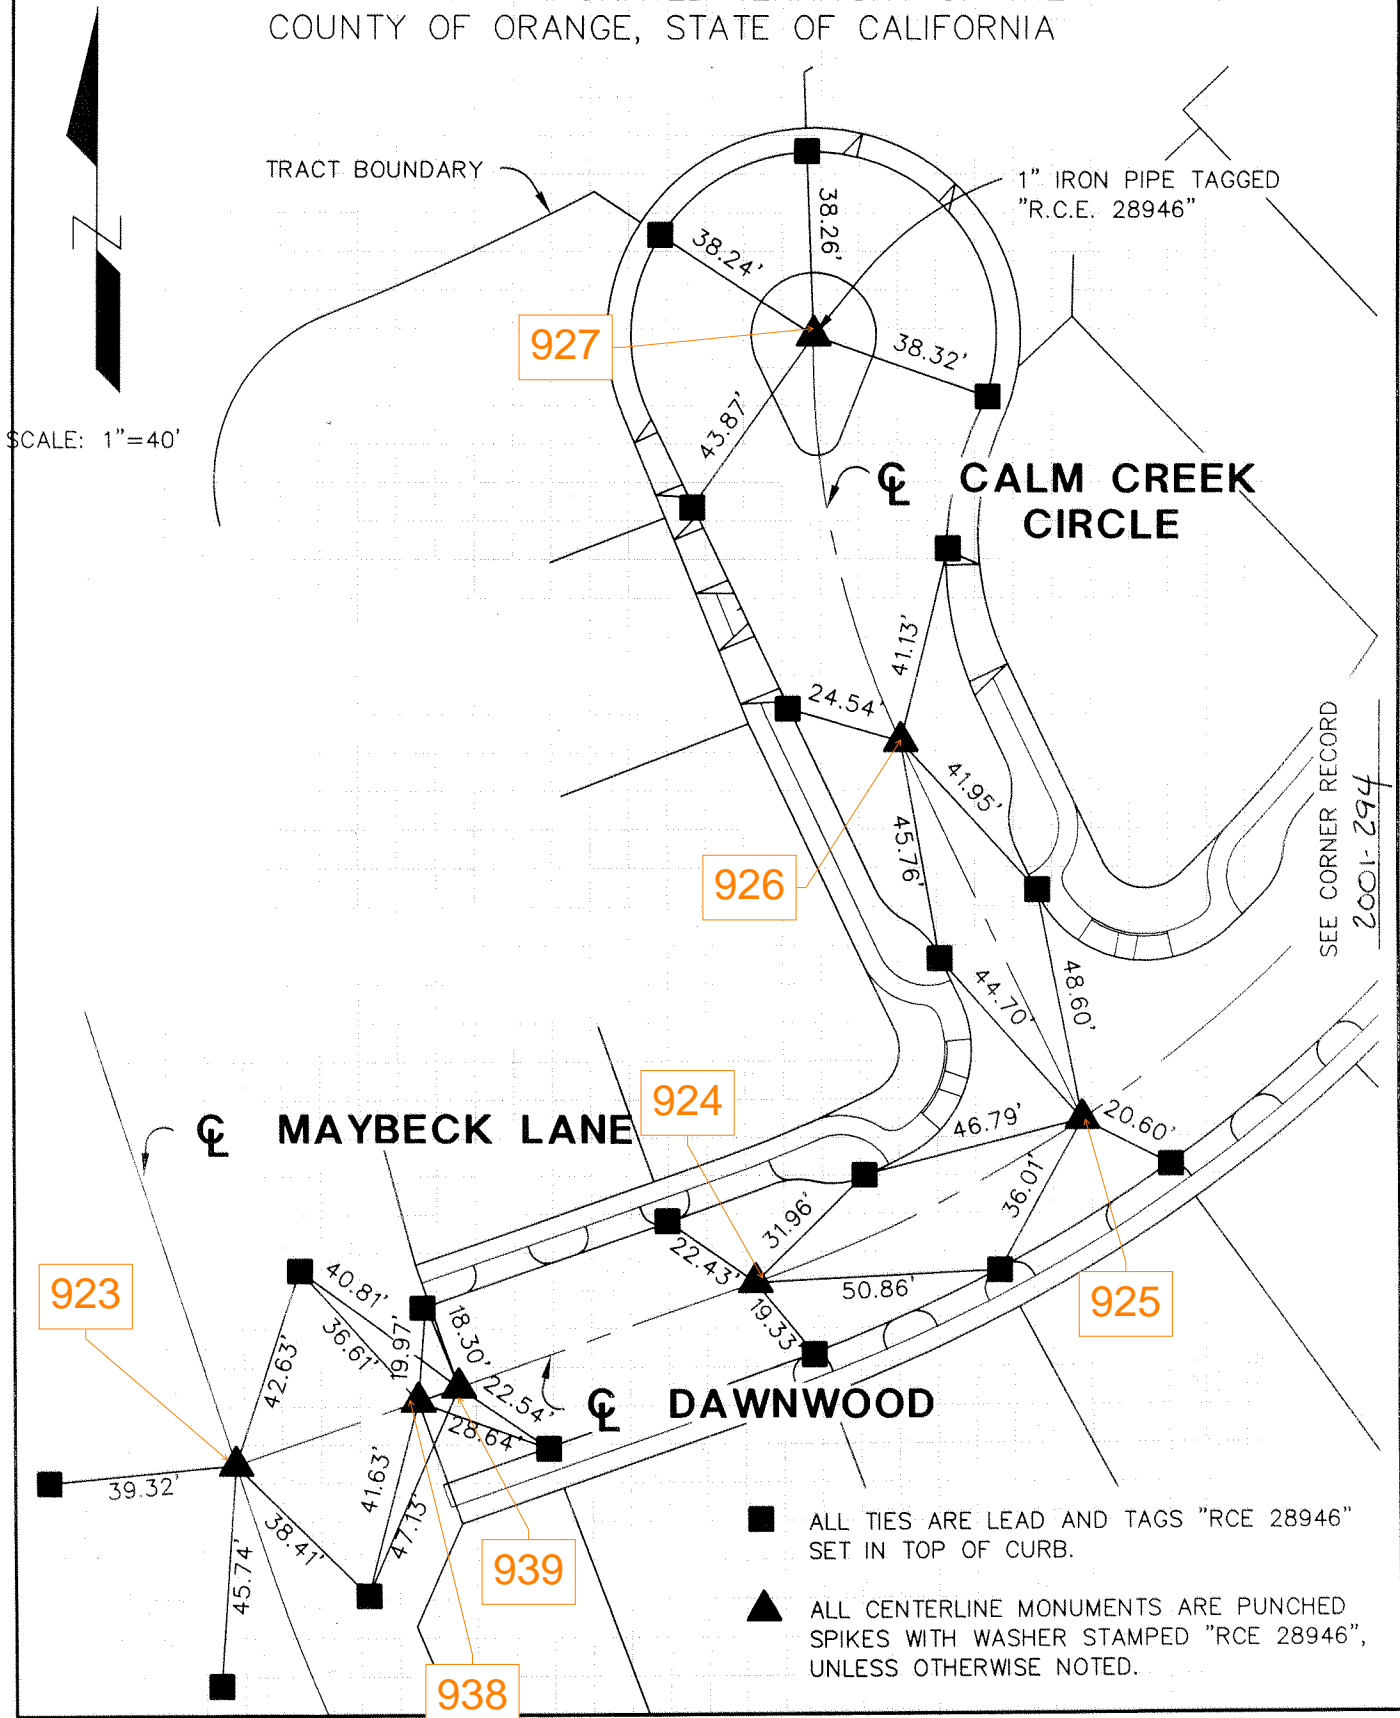 COUNTY OF ORANGE, STATE OF CALIFORNIA
TRACT BOUNDARY
1" IRON PIPE TAGGED
"R.C.E. 28946"
38.26'
38.24'
927
38.32'
43.87'
SCALE: 1"=40'
N
℄ CALM CREEK
CIRCLE
41.13'
24.54'
41.95'
45.76'
926
SEE CORNER RECORD
2001-294
44.70'
48.60'
924
℄ MAYBECK LANE
46.79'
20.60'
36.01'
31.96'
22.43'
50.86'
925
19.33'
923
40.81'
36.61'
19.97'
18.30'
42.63'
22.54'
28.64'
℄ DAWNWOOD
39.32'
41.63'
47.13'
38.41'
45.74'
939
938
ALL TIES ARE LEAD AND TAGS "RCE 28946"
SET IN TOP OF CURB.
ALL CENTERLINE MONUMENTS ARE PUNCHED
SPIKES WITH WASHER STAMPED "RCE 28946",
UNLESS OTHERWISE NOTED.